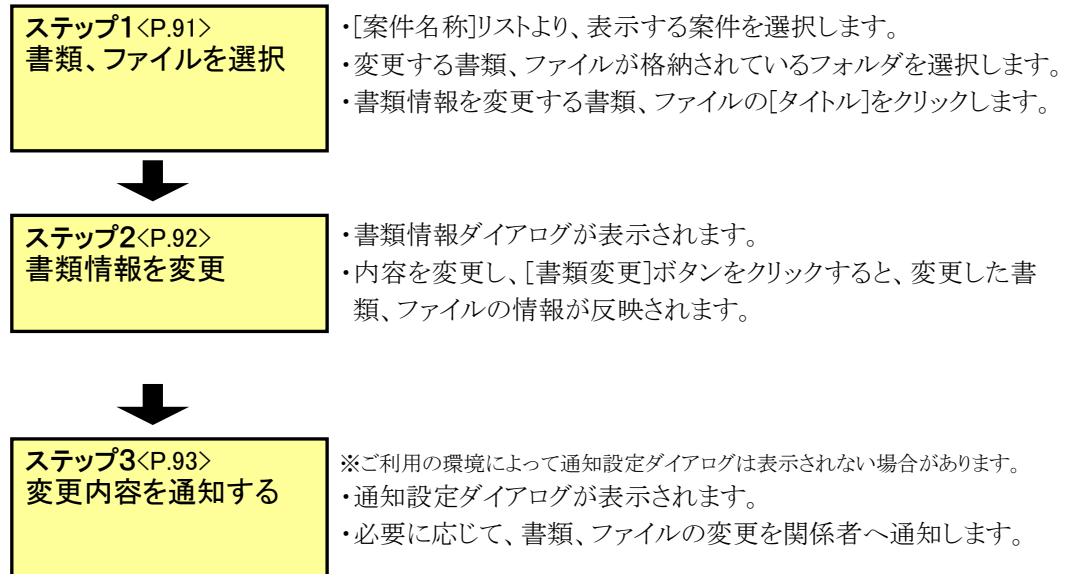 ステップ1<P.91>
書類、ファイルを選択
・[案件名称]リストより、表示する案件を選択します。
・変更する書類、ファイルが格納されているフォルダを選択します。
・書類情報を変更する書類、ファイルの[タイトル]をクリックします。
ステップ2<P.92>
書類情報を変更
・書類情報ダイアログが表示されます。
・内容を変更し、[書類変更]ボタンをクリックすると、変更した書
類、ファイルの情報が反映されます。
ステップ3<P.93>
変更内容を通知する
※ご利用の環境によって通知設定ダイアログは表示されない場合があります。
・通知設定ダイアログが表示されます。
・必要に応じて、書類、ファイルの変更を関係者へ通知します。